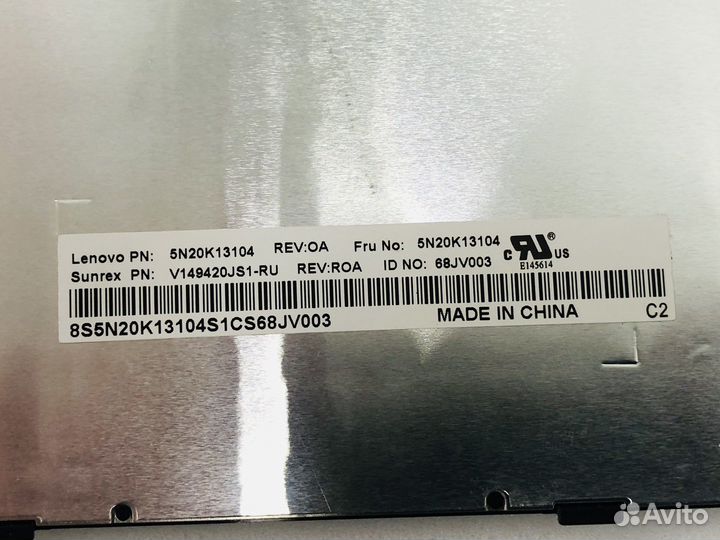 Lenovo PN: 5N20K13104 REV:OA Fru No: 5N20K13104
Sunrex PN: V149420JS1-RU REV:ROA ID NO: 68JV003
C RU ® US
E145614
8S5N20K13104S1CS68JV003 MADE IN CHINA C2
Avito